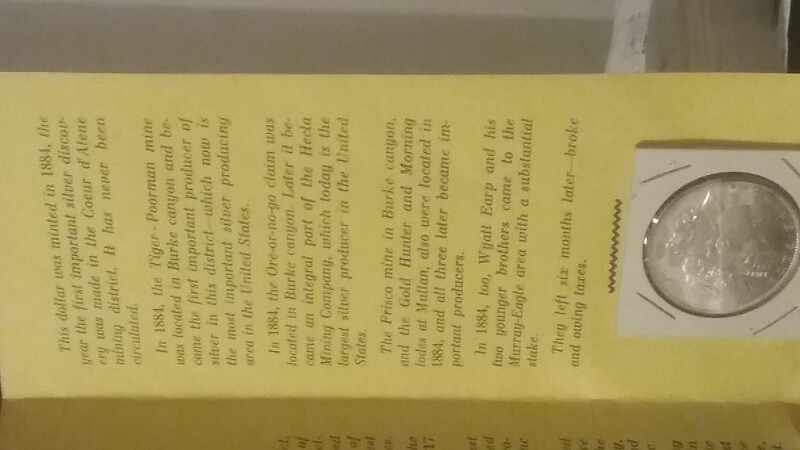 This dollar was minted in 1884, the
year the first important silver discov-
ery was made in the Coeur d'Alene
mining district. It has never been
circulated.
In 1884, the Tiger-Poorman mine
was located in Burke canyon and be-
came the first important producer of
silver in this district—which now is
the most important silver producing
area in the United States.
In 1884, the Ore-or-no-go claim was
located in Burke canyon. Later it be-
came an integral part of the Hecla
Mining Company, which today is the
largest silver producer in the United
States.
The Frisco mine in Burke canyon,
and the Gold Hunter and Morning
lodes at Mullan, also were located in
1884, and all three later became im-
portant producers.
In 1884, too, Wyatt Earp and his
two younger brothers came to the
Murray-Eagle area with a substantial
stake.
They left six months later—broke
and owing taxes.
17